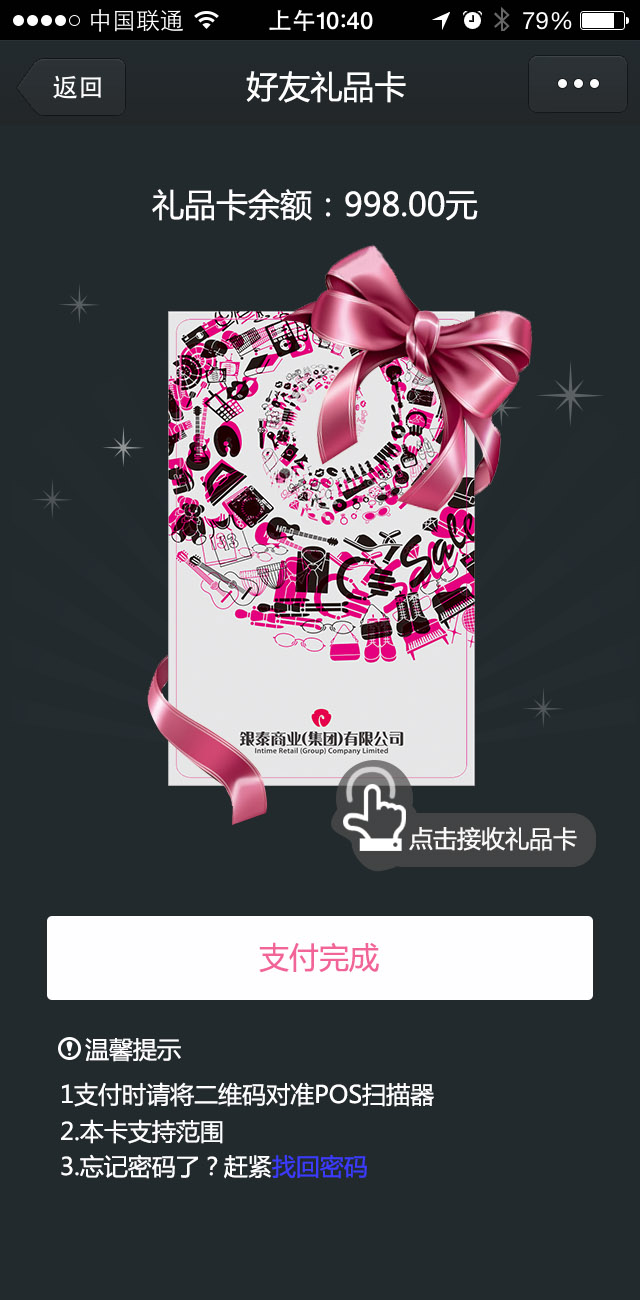 中国联通 上午10:40 79%
返回 好友礼品卡
礼品卡余额：998.00元
Sale
銀泰商业(集团)有限公司
Intime Retail (Group) Company Limited
点击接收礼品卡
支付完成
温馨提示
1支付时请将二维码对准POS扫描器
2.本卡支持范围
3.忘记密码了？赶紧找回密码